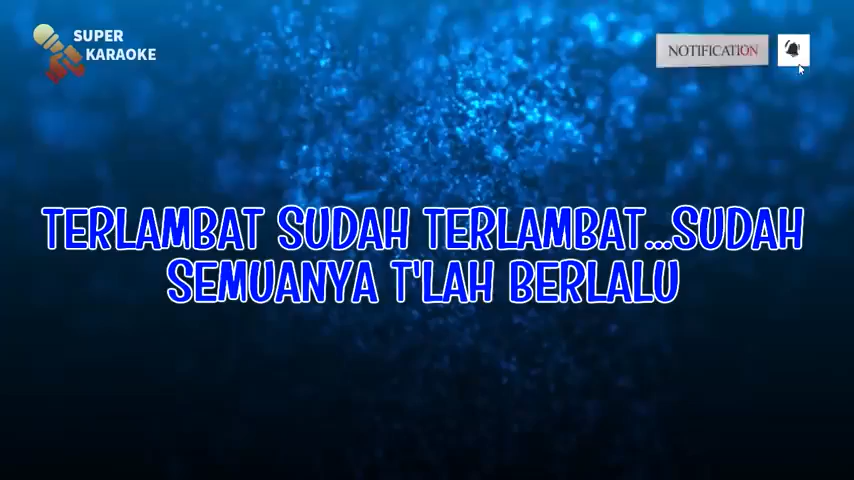 SUPER
KARAOKE
NOTIFICATION
TERLAMBAT SUDAH TERLAMBAT...SUDAH
SEMUANYA T'LAH BERLALU